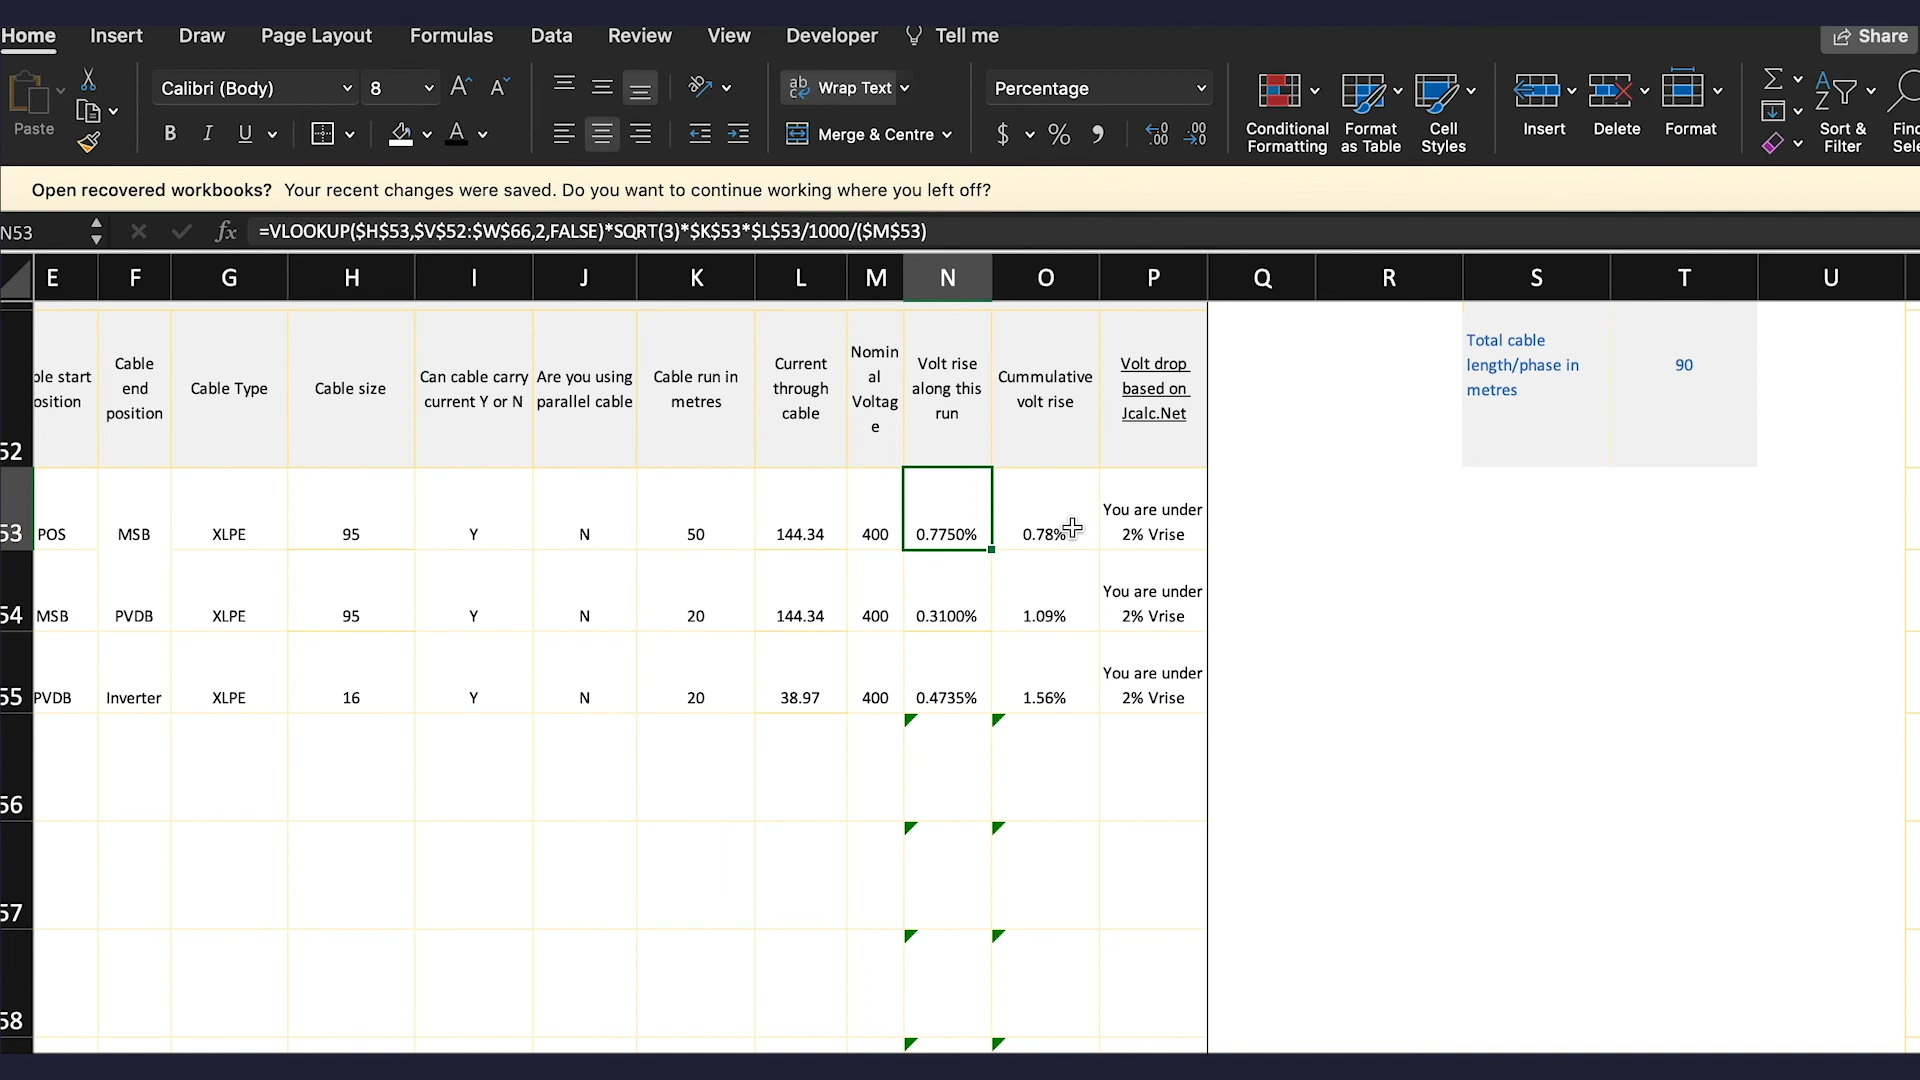 Home Insert Draw Page Layout Formulas Data Review View Developer Tell me Share
Paste
Calibri (Body) 8
Wrap Text
Percentage
B I U A
Merge & Centre
$ % 9
Conditional Formatting
Format as Table
Cell Styles
Insert Delete Format
Sort & Filter
Open recovered workbooks? Your recent changes were saved. Do you want to continue working where you left off?
N53 fx =VLOOKUP($H$53,$V$52:$W$66,2,FALSE)*SQRT(3)*$K$53*$L$53/1000/($M$53)
E F G H I J K L M N O P Q R S T U
ble start osition
Cable end position
Cable Type
Cable size
Can cable carry current Y or N
Are you using parallel cable
Cable run in metres
Current through cable
Nominal Voltage
Volt rise along this run
Cummulative volt rise
Volt drop based on Jcalc.Net
Total cable length/phase in metres
90
52
53 POS MSB XLPE 95 Y N 50 144.34 400 0.7750% 0.78% You are under 2% Vrise
54 MSB PVDB XLPE 95 Y N 20 144.34 400 0.3100% 1.09% You are under 2% Vrise
55 PVDB Inverter XLPE 16 Y N 20 38.97 400 0.4735% 1.56% You are under 2% Vrise
56
57
58